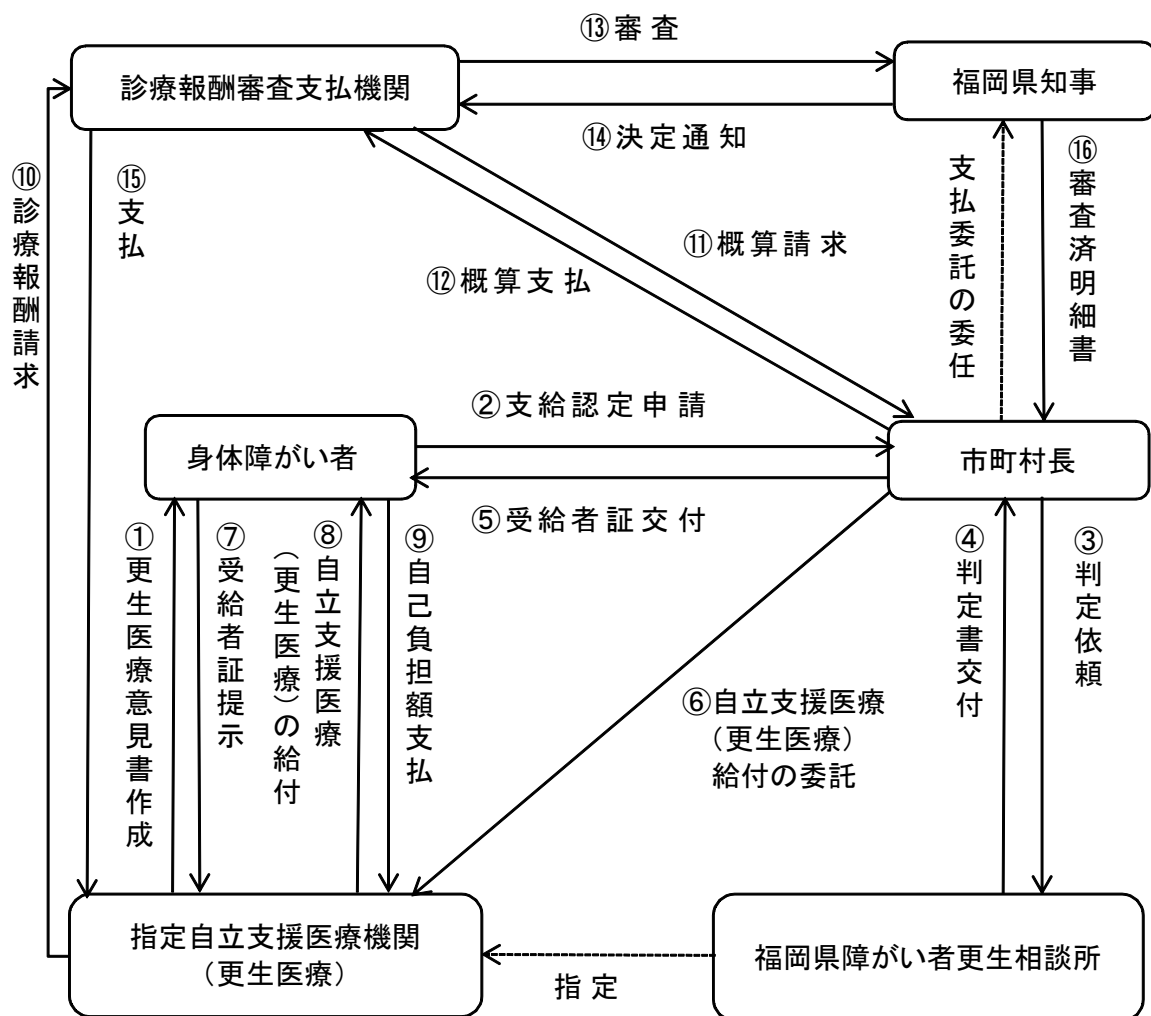 ⑬審査
診療報酬審査支払機関
福岡県知事
⑭決定通知
⑩診療報酬請求
⑮支払
⑪概算請求
⑫概算支払
支払委託の委任
⑯審査済明細書
②支給認定申請
身体障がい者
市町村長
⑤受給者証交付
①更生医療意見書作成
⑦受給者証提示
⑧自立支援医療
（更生医療）の給付
⑨自己負担額支払
⑥自立支援医療
（更生医療）
給付の委託
④判定書交付
③判定依頼
指定自立支援医療機関
（更生医療）
指定
福岡県障がい者更生相談所